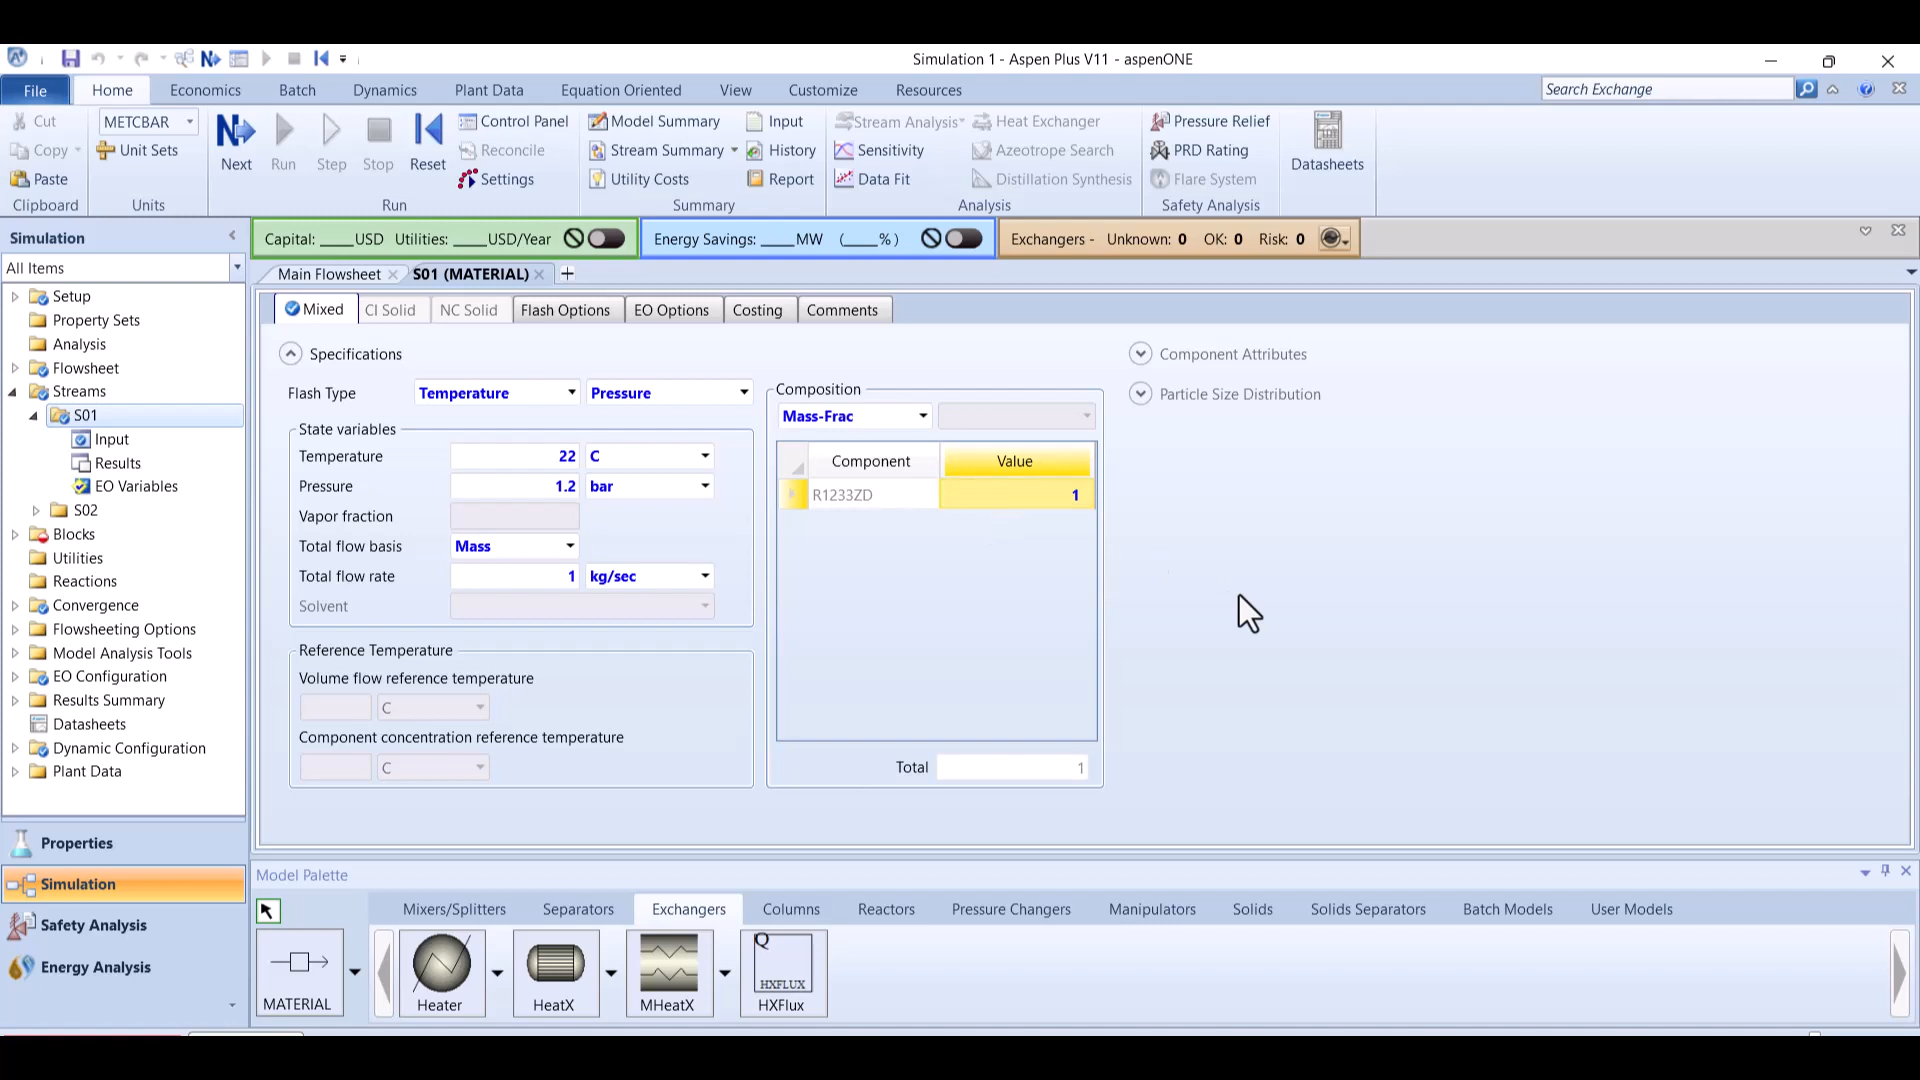 Simulation 1 - Aspen Plus V11 - aspenONE
File Home Economics Batch Dynamics Plant Data Equation Oriented View Customize Resources Search Exchange
Cut METCBAR Control Panel Model Summary Input Stream Analysis Heat Exchanger Pressure Relief
Copy Unit Sets Reconcile Stream Summary History Sensitivity Azeotrope Search PRD Rating
Next Run Step Stop Reset Datasheets
Paste Settings Utility Costs Report Data Fit Distillation Synthesis Flare System
Clipboard Units Run Summary Analysis Safety Analysis
Simulation Capital: ____USD Utilities: ____USD/Year Energy Savings: ____MW (____%) Exchangers - Unknown: 0 OK: 0 Risk: 0
All Items Main Flowsheet S01 (MATERIAL)
Setup
Property Sets
Analysis
Flowsheet
Streams
S01
Input
Results
EO Variables
S02
Blocks
Utilities
Reactions
Convergence
Flowsheeting Options
Model Analysis Tools
EO Configuration
Results Summary
Datasheets
Dynamic Configuration
Plant Data
Properties
Simulation
Safety Analysis
Energy Analysis
Mixed CI Solid NC Solid Flash Options EO Options Costing Comments
Specifications
Flash Type Temperature Pressure
State variables
Temperature 22 C
Pressure 1.2 bar
Vapor fraction
Total flow basis Mass
Total flow rate 1 kg/sec
Solvent
Reference Temperature
Volume flow reference temperature
C
Component concentration reference temperature
C
Composition
Mass-Frac
Component Value
R1233ZD 1
Total 1
Component Attributes
Particle Size Distribution
Model Palette
Mixers/Splitters Separators Exchangers Columns Reactors Pressure Changers Manipulators Solids Solids Separators Batch Models User Models
Q
HXFLUX
MATERIAL Heater HeatX MHeatX HXFlux